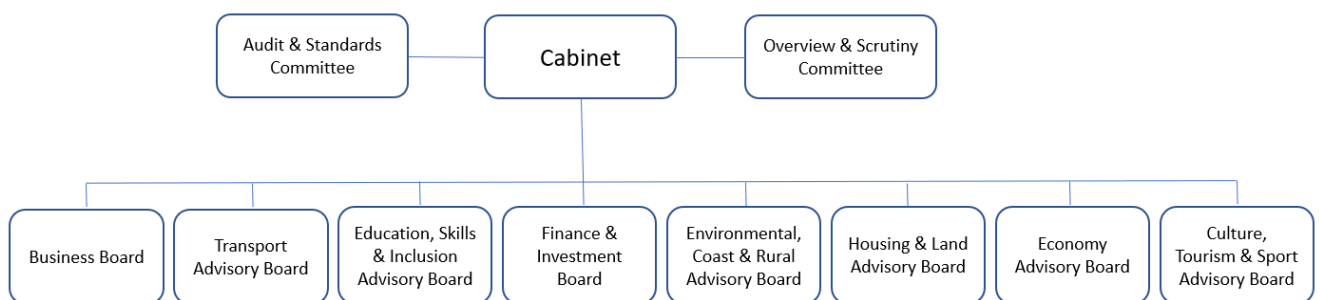 Audit & Standards
Committee
Cabinet
Overview & Scrutiny
Committee
Business Board
Transport
Advisory Board
Education, Skills
& Inclusion
Advisory Board
Finance &
Investment
Board
Environmental,
Coast & Rural
Advisory Board
Housing & Land
Advisory Board
Economy
Advisory Board
Culture,
Tourism & Sport
Advisory Board